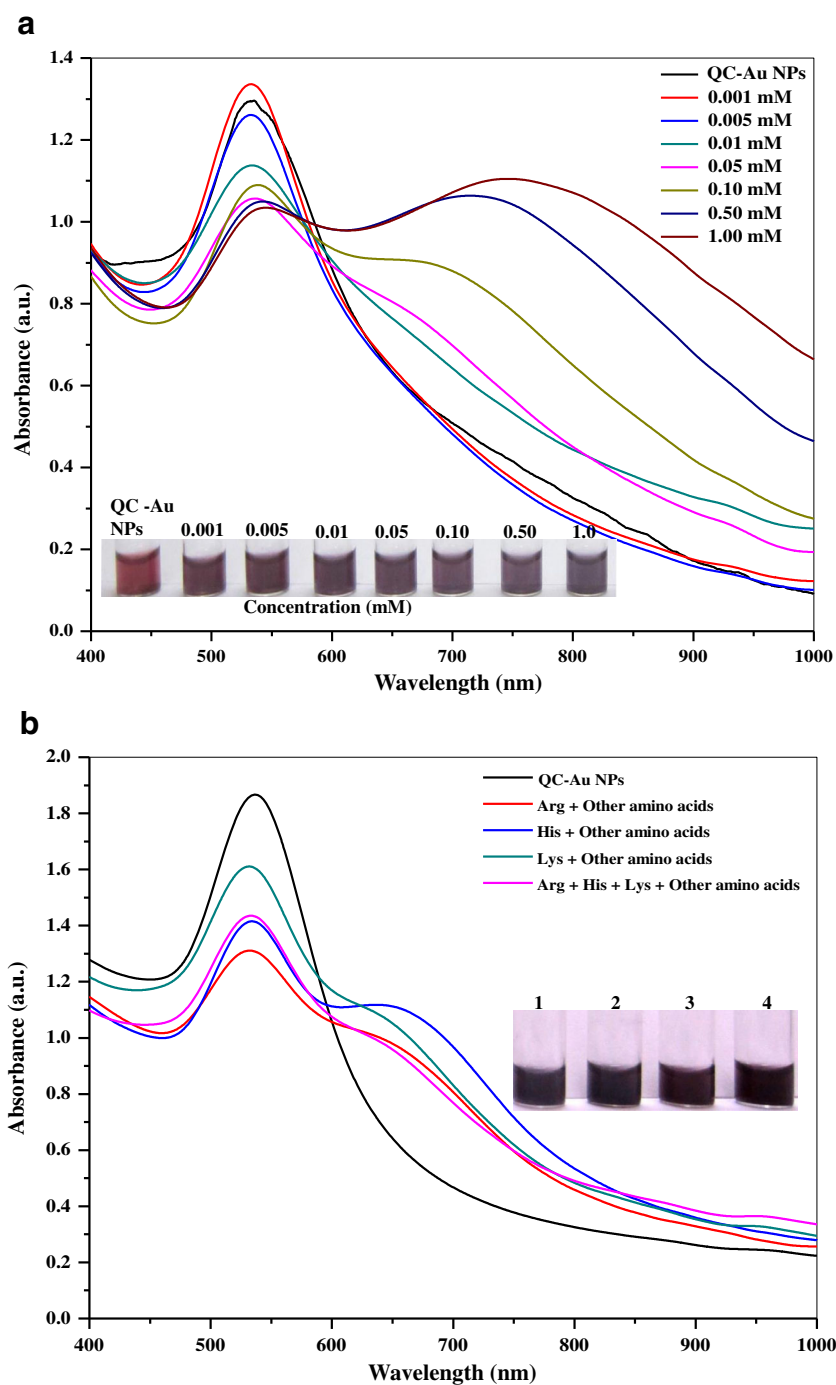 a
1.4
1.2
1.0
0.8
0.6
0.4
0.2
0.0
Absorbance (a.u.)
QC-Au NPs
0.001 mM
0.005 mM
0.01 mM
0.05 mM
0.10 mM
0.50 mM
1.00 mM
QC -Au
NPs 0.001 0.005 0.01 0.05 0.10 0.50 1.0
Concentration (mM)
400 500 600 700 800 900 1000
Wavelength (nm)
b
2.0
1.8
1.6
1.4
1.2
1.0
0.8
0.6
0.4
0.2
0.0
Absorbance (a.u.)
QC-Au NPs
Arg + Other amino acids
His + Other amino acids
Lys + Other amino acids
Arg + His + Lys + Other amino acids
1 2 3 4
400 500 600 700 800 900 1000
Wavelength (nm)